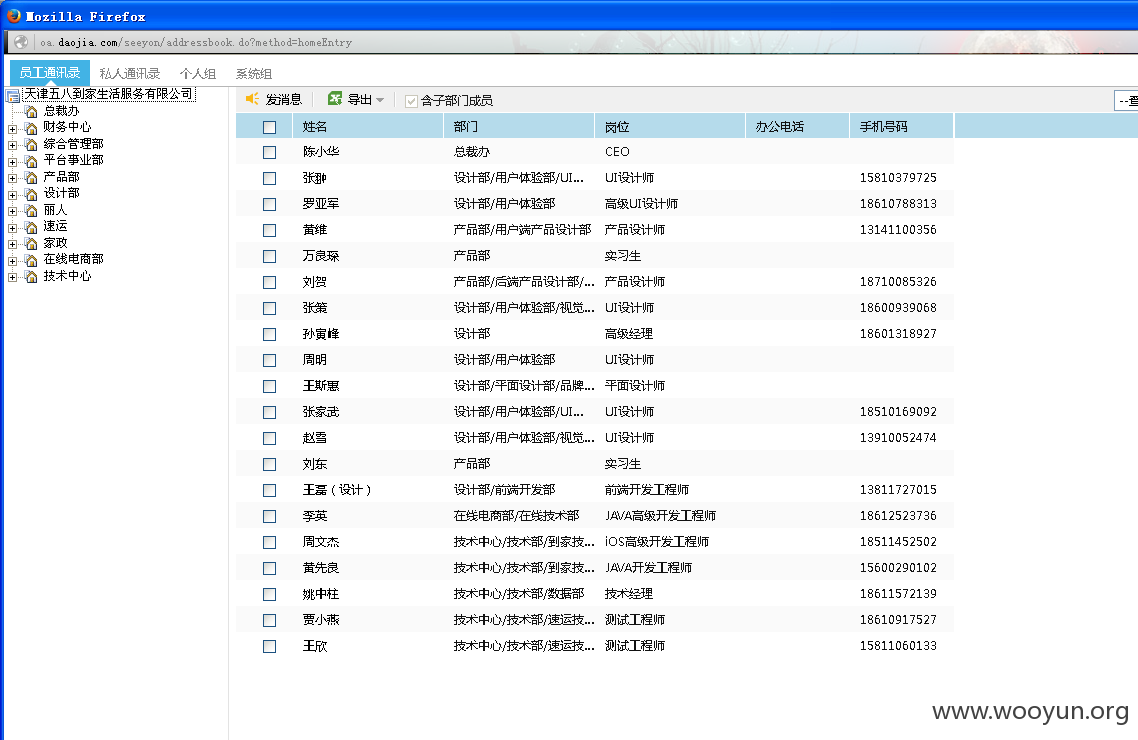 Mozilla Firefox
oa.daojia.com/seeyon/addressbook.do?method=homeEntry
员工通讯录 私人通讯录 个人组 系统组
天津五八到家生活服务有限公司
总裁办
财务中心
综合管理部
平台事业部
产品部
设计部
丽人
速运
家政
在线电商部
技术中心
发消息 导出 含子部门成员 --查
姓名 部门 岗位 办公电话 手机号码
陈小华 总裁办 CEO
张翀 设计部/用户体验部/UI... UI设计师 15810379725
罗亚军 设计部/用户体验部 高级UI设计师 18610788313
黄维 产品部/用户端产品设计部 产品设计师 13141100356
万良琛 产品部 实习生
刘贺 产品部/后端产品设计部/... 产品设计师 18710085326
张策 设计部/用户体验部/视觉... UI设计师 18600939068
孙寅峰 设计部 高级经理 18601318927
周明 设计部/用户体验部 UI设计师
王斯惠 设计部/平面设计部/品牌... 平面设计师
张家武 设计部/用户体验部/UI... UI设计师 18510169092
赵雪 设计部/用户体验部/视觉... UI设计师 13910052474
刘东 产品部 实习生
王磊（设计） 设计部/前端开发部 前端开发工程师 13811727015
李英 在线电商部/在线技术部 JAVA高级开发工程师 18612523736
周文杰 技术中心/技术部/到家技... iOS高级开发工程师 18511452502
黄先良 技术中心/技术部/到家技... JAVA开发工程师 15600290102
姚中柱 技术中心/技术部/数据部 技术经理 18611572139
贾小燕 技术中心/技术部/速运技... 测试工程师 18610917527
王欣 技术中心/技术部/速运技... 测试工程师 15811060133
www.wooyun.org